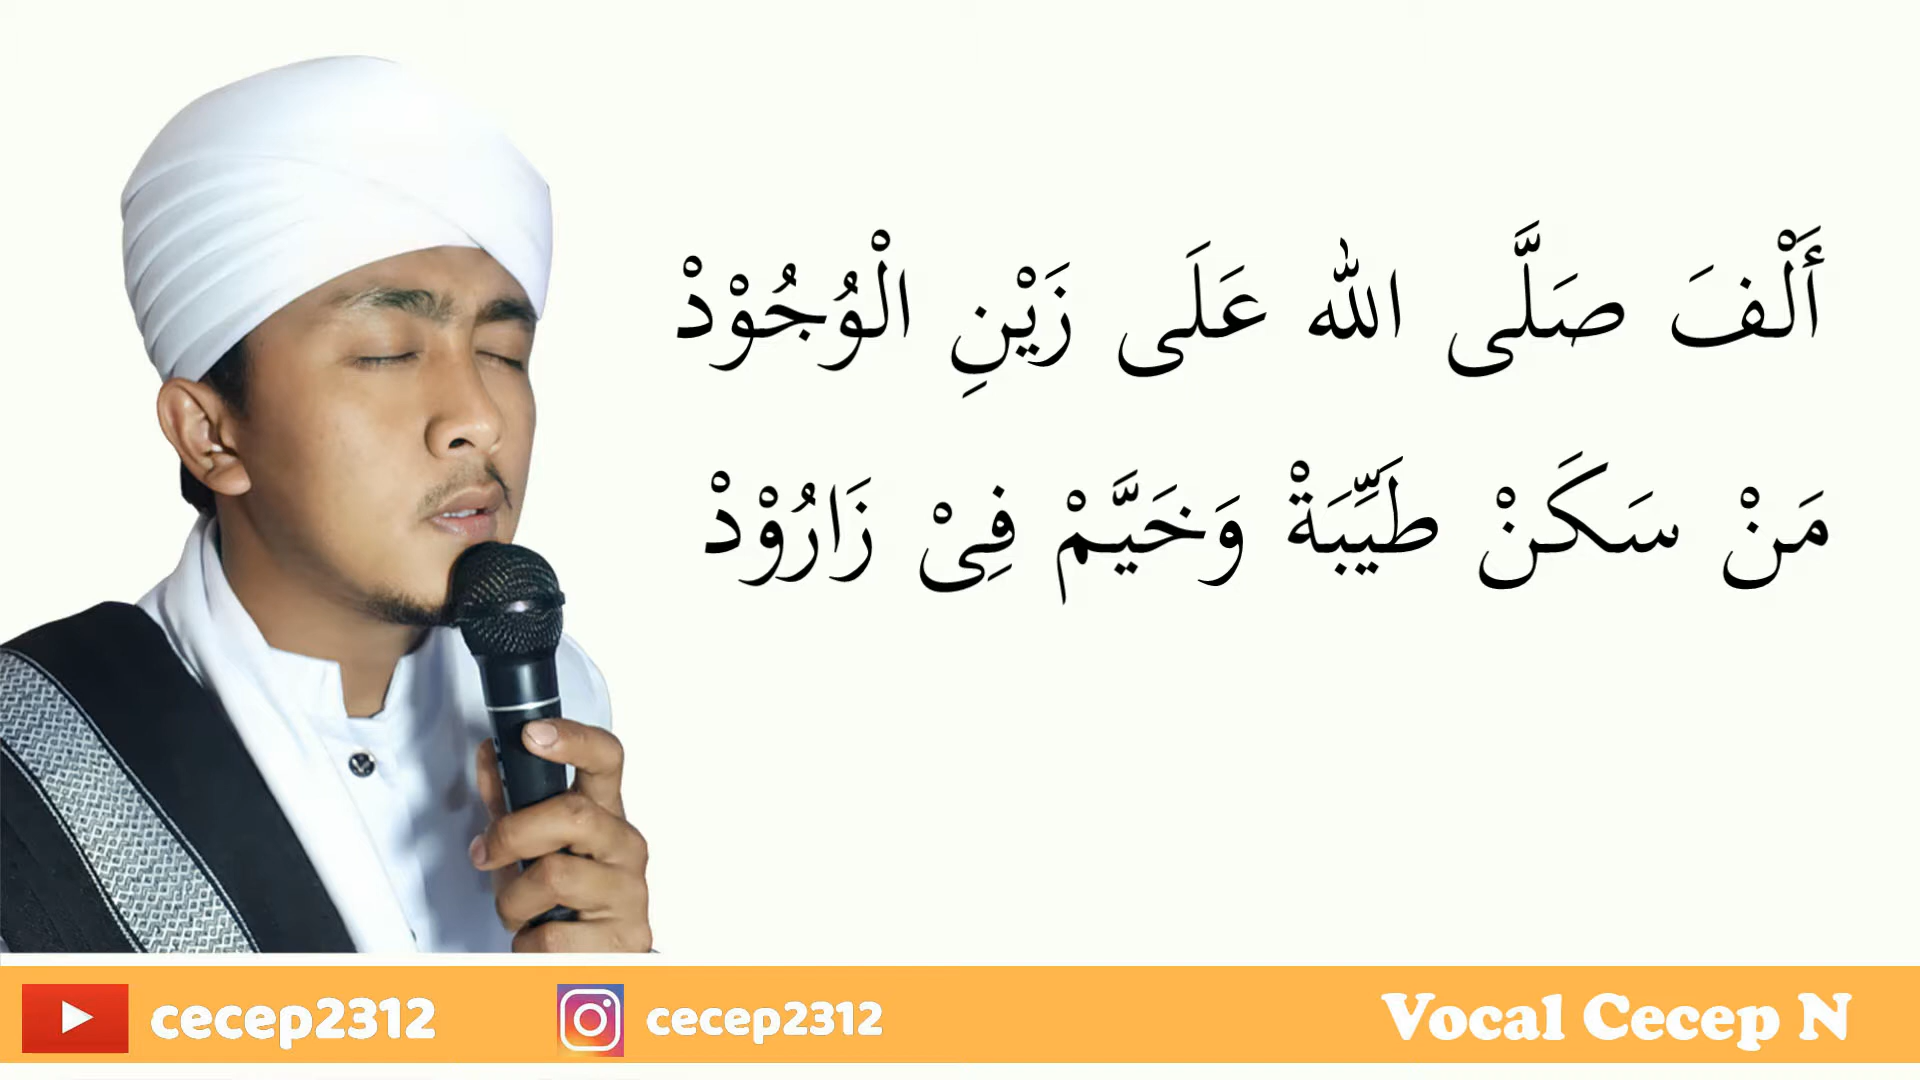 أَلْفَ صَلَّى الله عَلَى زَيْنِ الْوُجُوْدْ
مَنْ سَكَنْ طَيِّبَةْ وَخَيَّمْ فِىْ زَارُوْدْ
cecep2312
cecep2312
Vocal Cecep N